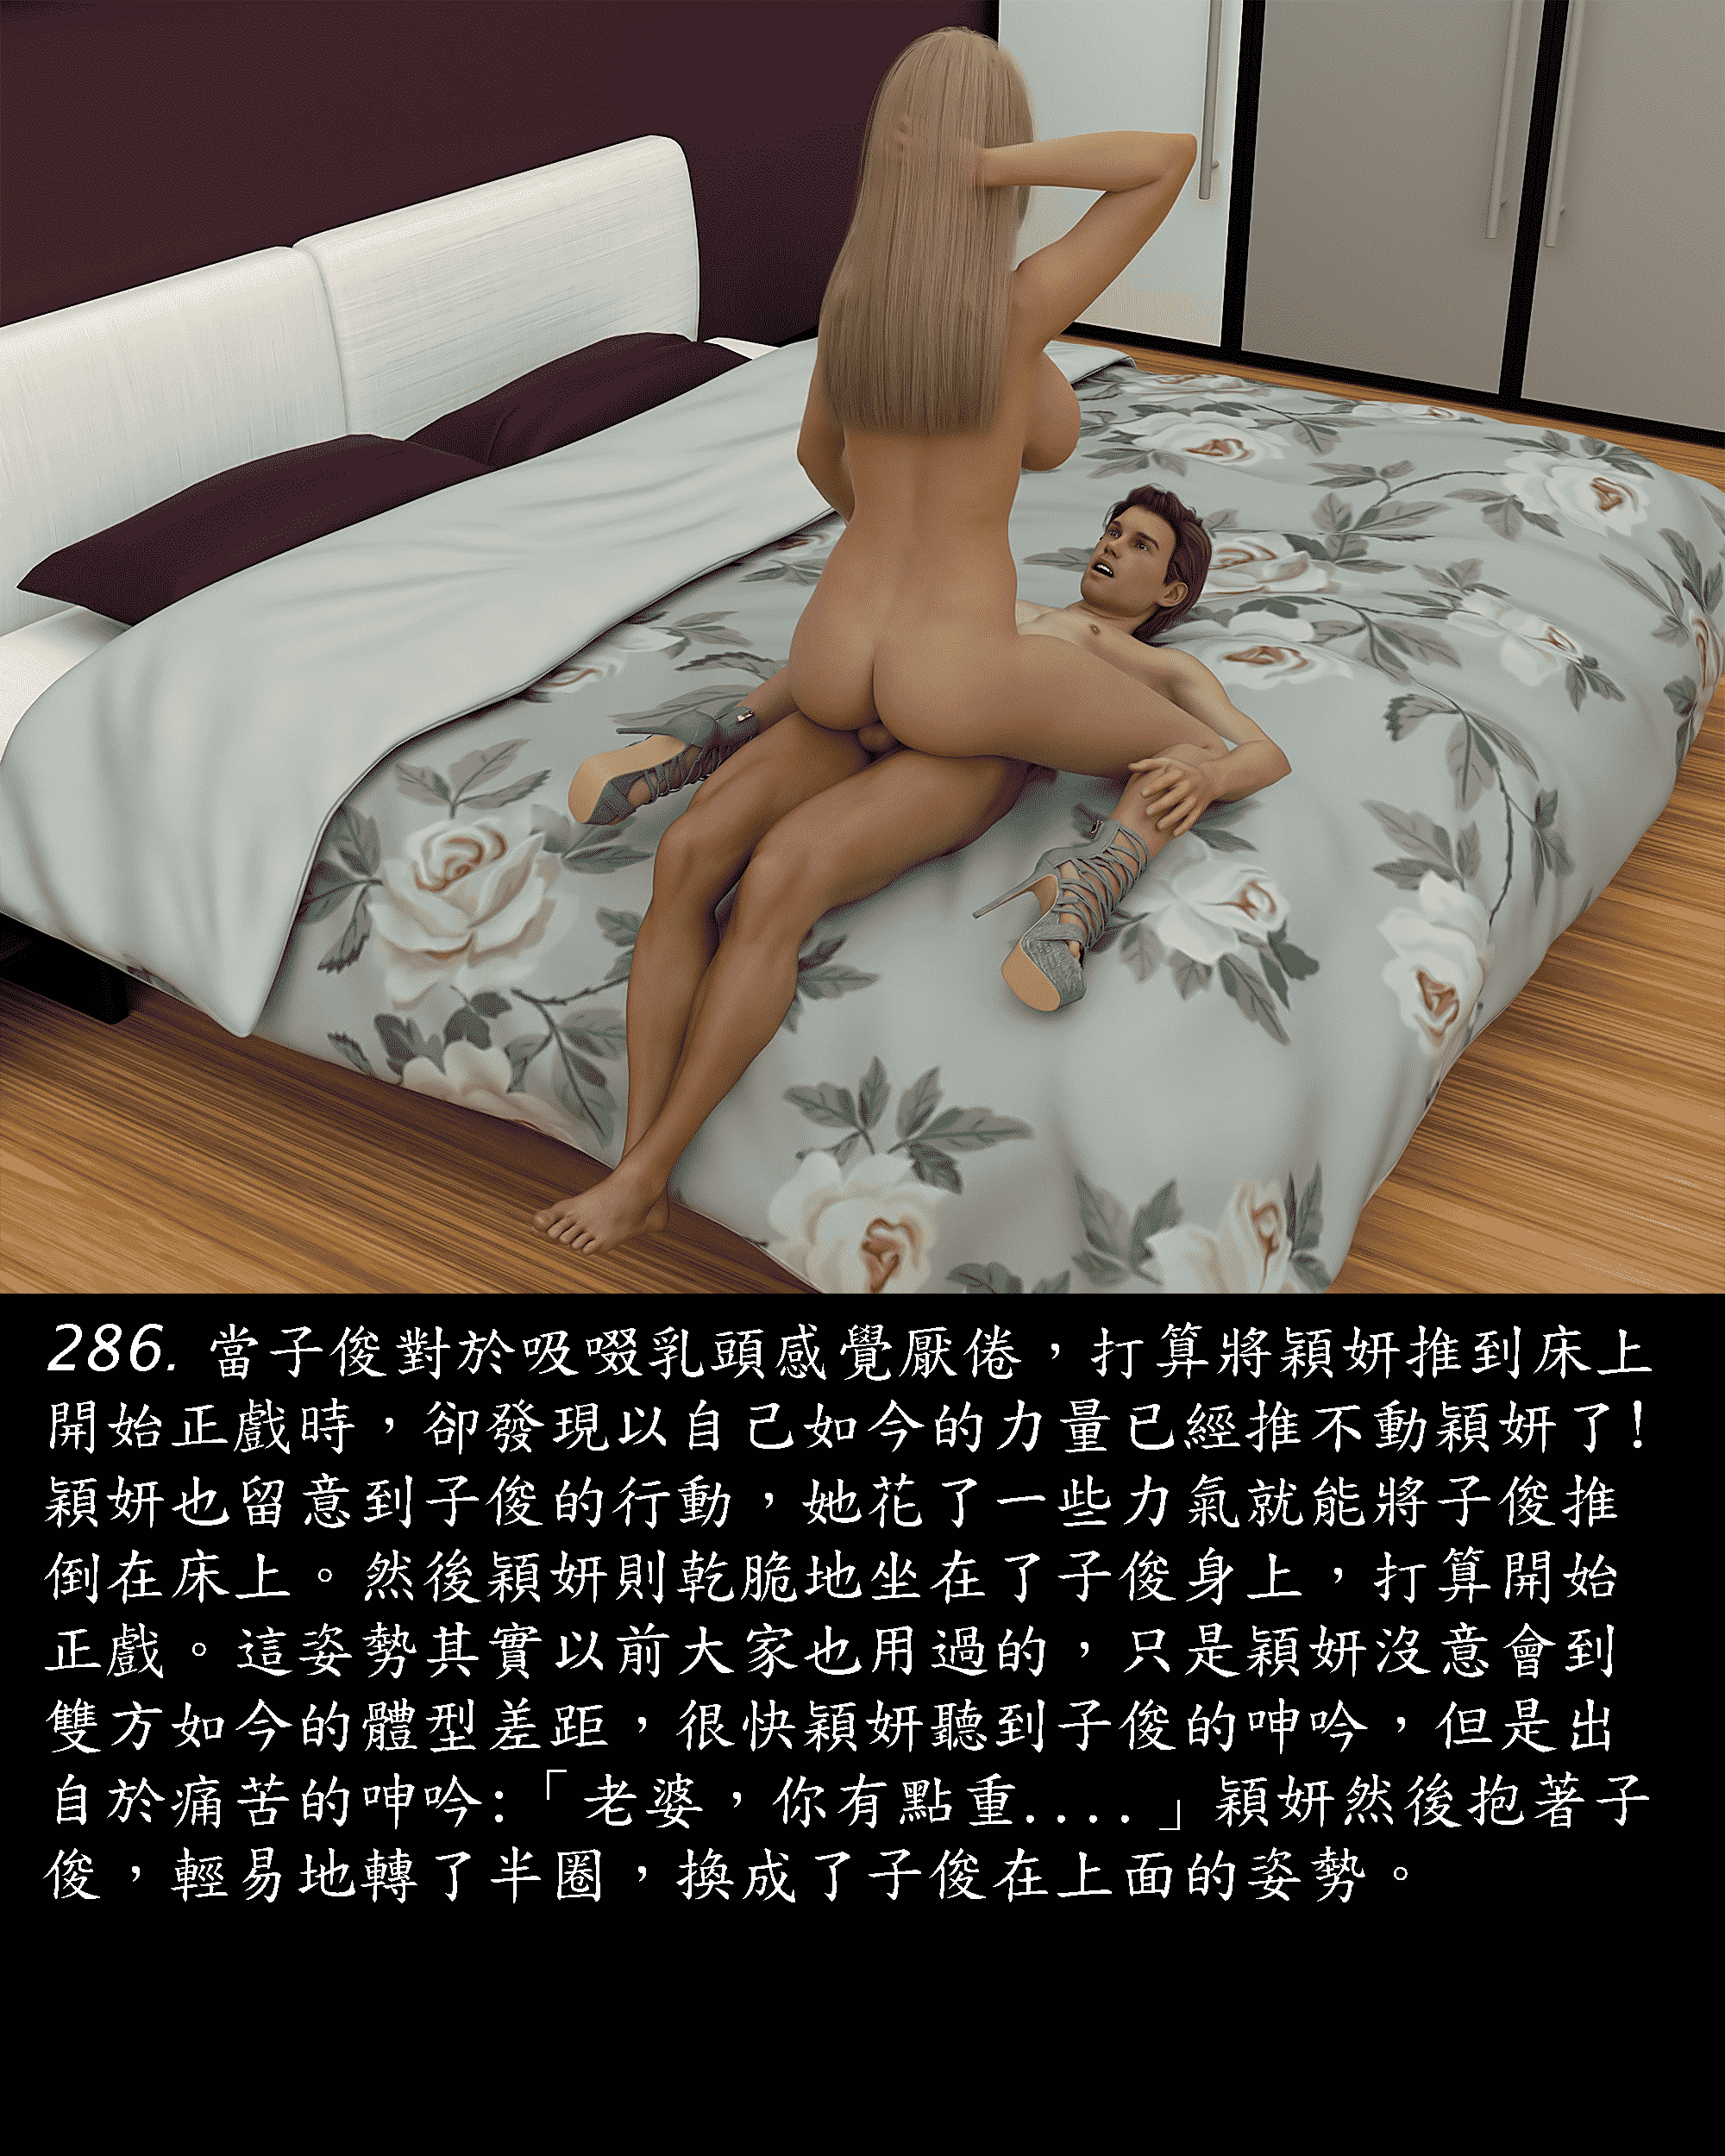 286. 當子俊對於吸啜乳頭感覺厭倦，打算將穎妍推到床上
開始正戲時，卻發現以自己如今的力量已經推不動穎妍了!
穎妍也留意到子俊的行動，她花了一些力氣就能將子俊推
倒在床上。然後穎妍則乾脆地坐在了子俊身上，打算開始
正戲。這姿勢其實以前大家也用過的，只是穎妍沒意會到
雙方如今的體型差距，很快穎妍聽到子俊的呻吟，但是出
自於痛苦的呻吟:「老婆，你有點重....」穎妍然後抱著子
俊，輕易地轉了半圈，換成了子俊在上面的姿勢。